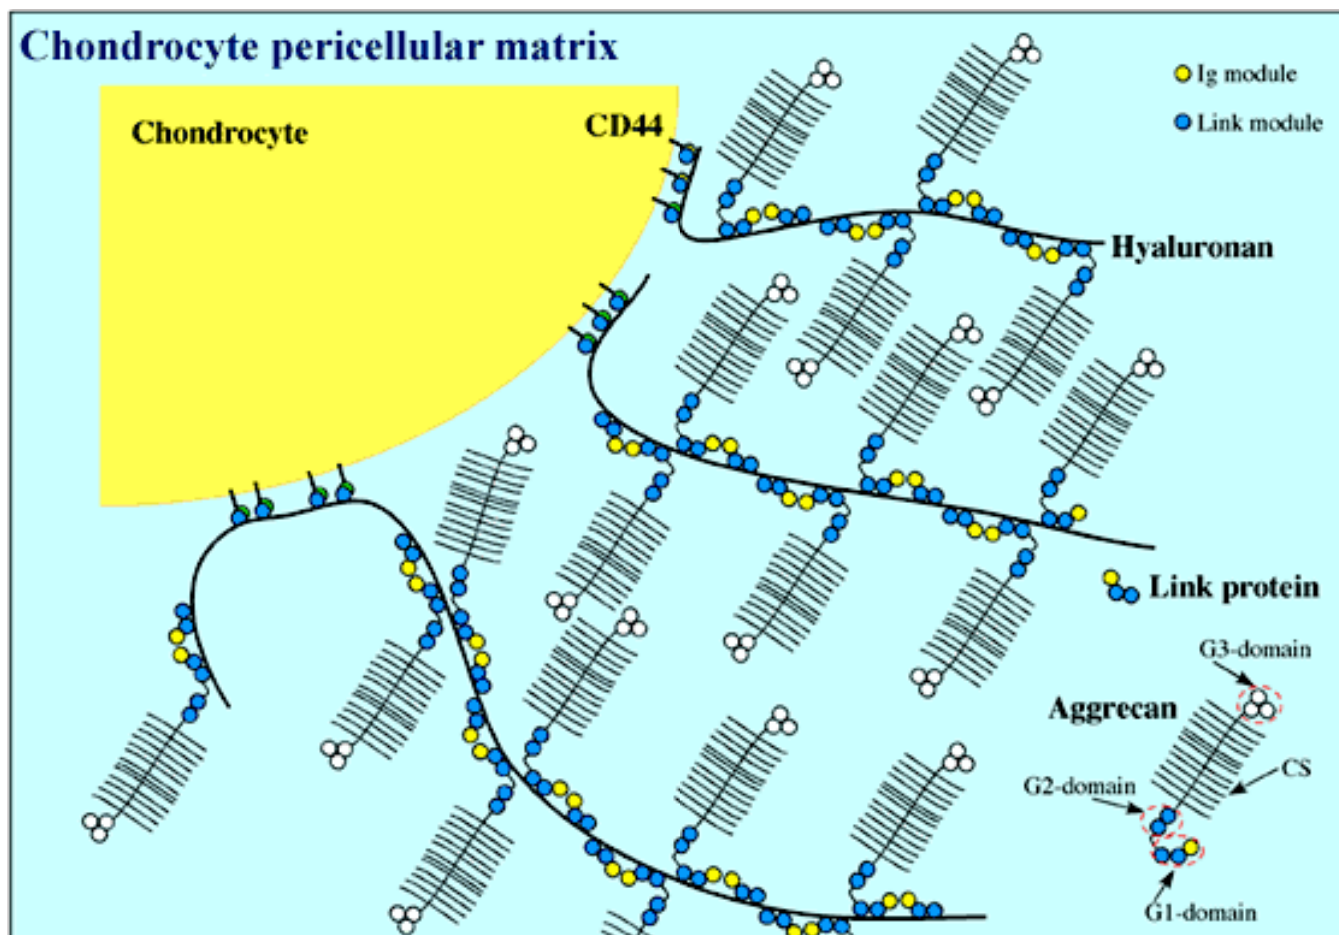 Chondrocyte pericellular matrix
Ig module
Link module
Chondrocyte
CD44
Hyaluronan
Link protein
G3-domain
Aggrecan
CS
G2-domain
G1-domain